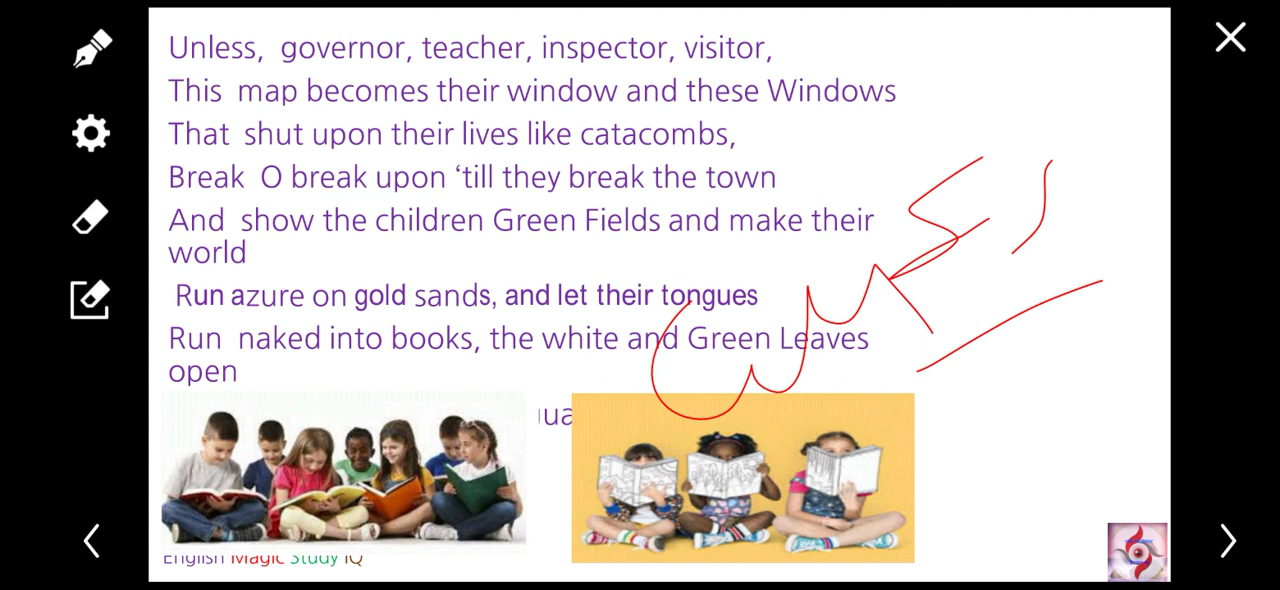 Unless, governor, teacher, inspector, visitor,
This map becomes their window and these Windows
That shut upon their lives like catacombs,
Break O break upon ‘till they break the town
And show the children Green Fields and make their
world
Run azure on gold sands, and let their tongues
Run naked into books, the white and Green Leaves
open
English Magic Study IQ